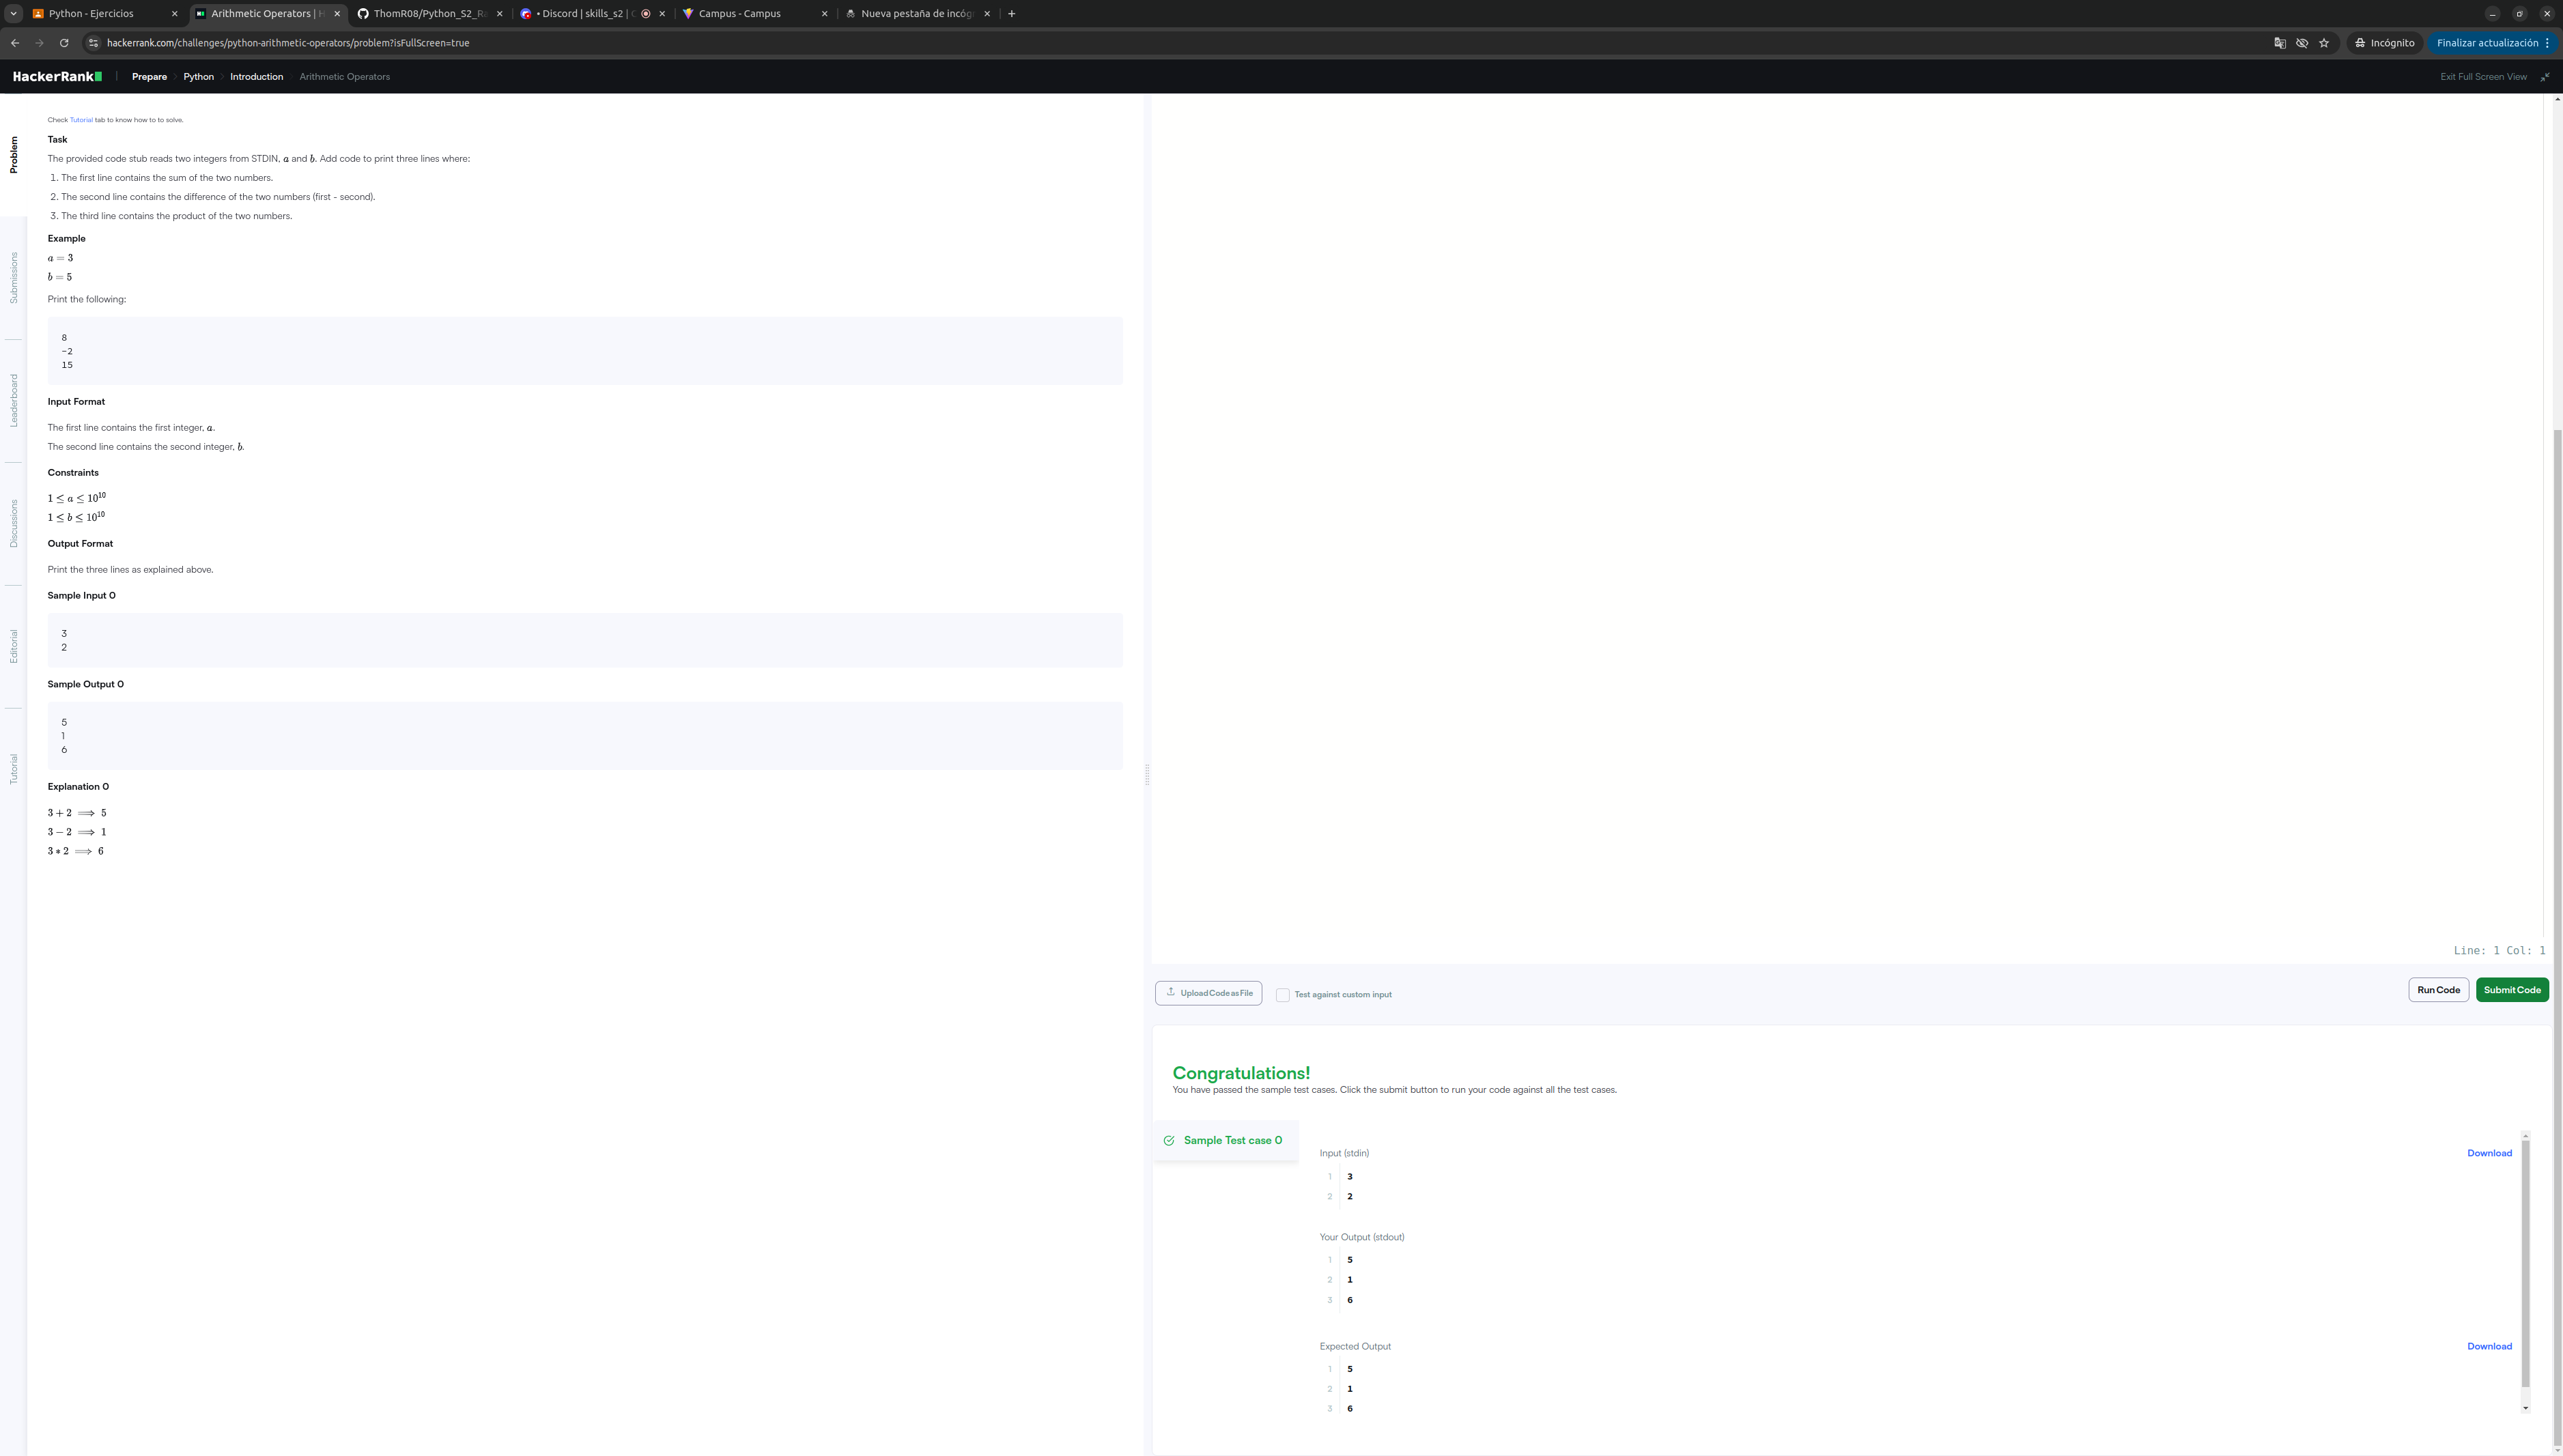 Python - Ejercicios
Arithmetic Operators | H
ThomR08/Python_S2_Ra
• Discord | skills_s2 | C
Campus - Campus
Nueva pestaña de incóg
hackerrank.com/challenges/python-arithmetic-operators/problem?isFullScreen=true
Incógnito
Finalizar actualización
HackerRank
Prepare
Python
Introduction
Arithmetic Operators
Exit Full Screen View
Problem
Submissions
Leaderboard
Discussions
Editorial
Tutorial
Check Tutorial tab to know how to to solve.
Task
The provided code stub reads two integers from STDIN, a and b. Add code to print three lines where:
1. The first line contains the sum of the two numbers.
2. The second line contains the difference of the two numbers (first - second).
3. The third line contains the product of the two numbers.
Example
a = 3
b = 5
Print the following:
8
-2
15
Input Format
The first line contains the first integer, a.
The second line contains the second integer, b.
Constraints
1 ≤ a ≤ 10¹⁰
1 ≤ b ≤ 10¹⁰
Output Format
Print the three lines as explained above.
Sample Input 0
3
2
Sample Output 0
5
1
6
Explanation 0
3 + 2 ⟹ 5
3 − 2 ⟹ 1
3 * 2 ⟹ 6
Line: 1 Col: 1
Upload Code as File
Test against custom input
Run Code
Submit Code
Congratulations!
You have passed the sample test cases. Click the submit button to run your code against all the test cases.
Sample Test case 0
Input (stdin)
Download
1 3
2 2
Your Output (stdout)
1 5
2 1
3 6
Expected Output
Download
1 5
2 1
3 6